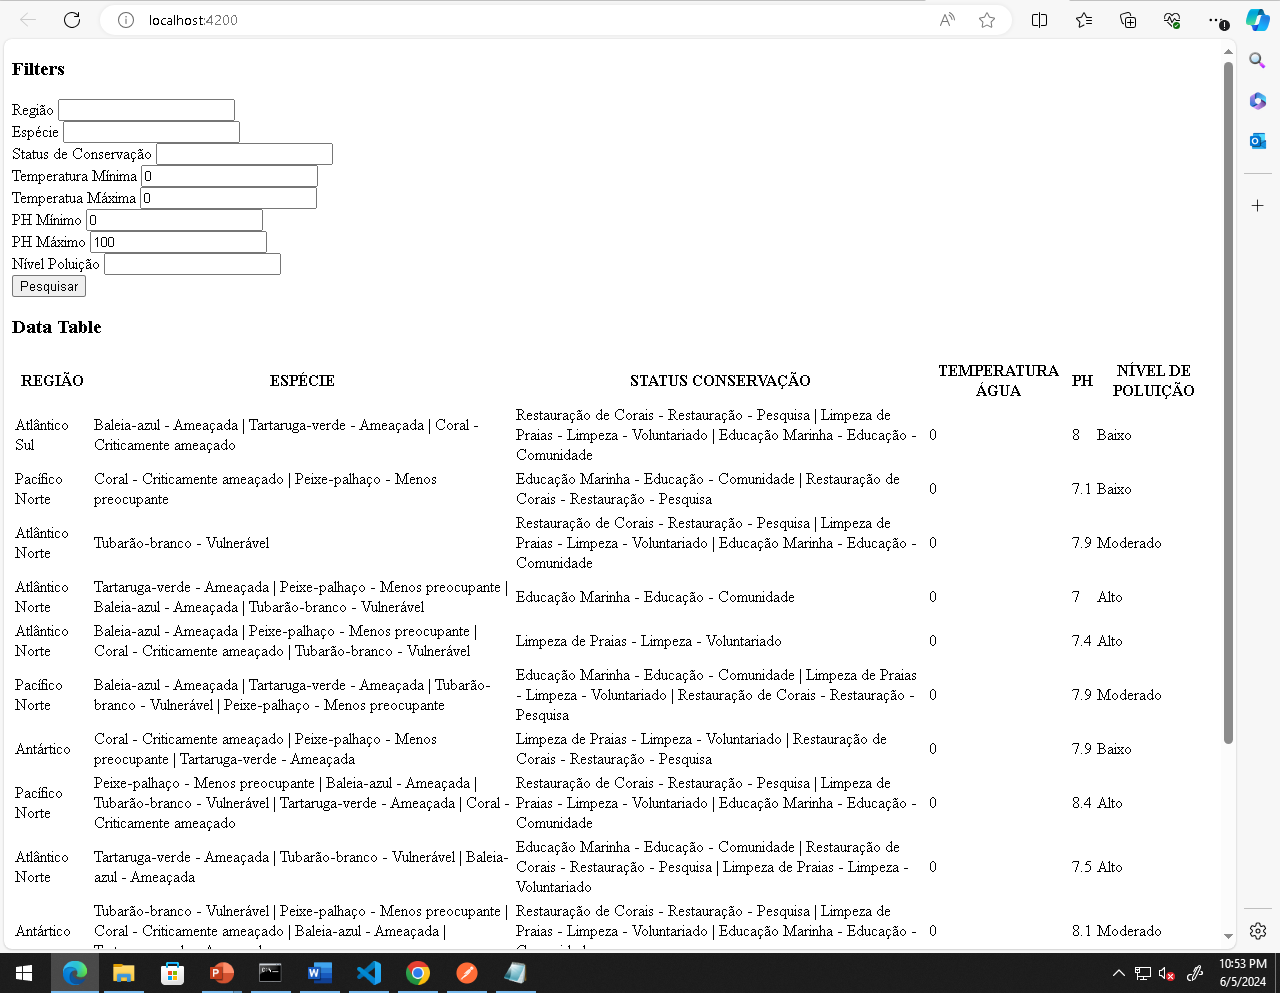 localhost:4200
Filters
Região
Espécie
Status de Conservação
Temperatura Mínima 0
Temperatua Máxima 0
PH Mínimo 0
PH Máximo 100
Nível Poluição
Pesquisar
Data Table
REGIÃO ESPÉCIE STATUS CONSERVAÇÃO TEMPERATURA ÁGUA PH NÍVEL DE POLUIÇÃO
Atlântico Sul Baleia-azul - Ameaçada | Tartaruga-verde - Ameaçada | Coral - Criticamente ameaçado Restauração de Corais - Restauração - Pesquisa | Limpeza de Praias - Limpeza - Voluntariado | Educação Marinha - Educação - Comunidade 0 8 Baixo
Pacífico Norte Coral - Criticamente ameaçado | Peixe-palhaço - Menos preocupante Educação Marinha - Educação - Comunidade | Restauração de Corais - Restauração - Pesquisa 0 7.1 Baixo
Atlântico Norte Tubarão-branco - Vulnerável Restauração de Corais - Restauração - Pesquisa | Limpeza de Praias - Limpeza - Voluntariado | Educação Marinha - Educação - Comunidade 0 7.9 Moderado
Atlântico Norte Tartaruga-verde - Ameaçada | Peixe-palhaço - Menos preocupante | Baleia-azul - Ameaçada | Tubarão-branco - Vulnerável Educação Marinha - Educação - Comunidade 0 7 Alto
Atlântico Norte Baleia-azul - Ameaçada | Peixe-palhaço - Menos preocupante | Coral - Criticamente ameaçado | Tubarão-branco - Vulnerável Limpeza de Praias - Limpeza - Voluntariado 0 7.4 Alto
Pacífico Norte Baleia-azul - Ameaçada | Tartaruga-verde - Ameaçada | Tubarão-branco - Vulnerável | Peixe-palhaço - Menos preocupante Educação Marinha - Educação - Comunidade | Limpeza de Praias - Limpeza - Voluntariado | Restauração de Corais - Restauração - Pesquisa 0 7.9 Moderado
Antártico Coral - Criticamente ameaçado | Peixe-palhaço - Menos preocupante | Tartaruga-verde - Ameaçada Limpeza de Praias - Limpeza - Voluntariado | Restauração de Corais - Restauração - Pesquisa 0 7.9 Baixo
Pacífico Norte Peixe-palhaço - Menos preocupante | Baleia-azul - Ameaçada | Tubarão-branco - Vulnerável | Tartaruga-verde - Ameaçada | Coral - Criticamente ameaçado Restauração de Corais - Restauração - Pesquisa | Limpeza de Praias - Limpeza - Voluntariado | Educação Marinha - Educação - Comunidade 0 8.4 Alto
Atlântico Norte Tartaruga-verde - Ameaçada | Tubarão-branco - Vulnerável | Baleia-azul - Ameaçada Educação Marinha - Educação - Comunidade | Restauração de Corais - Restauração - Pesquisa | Limpeza de Praias - Limpeza - Voluntariado 0 7.5 Alto
Antártico Tubarão-branco - Vulnerável | Peixe-palhaço - Menos preocupante | Coral - Criticamente ameaçado | Baleia-azul - Ameaçada | Restauração de Corais - Restauração - Pesquisa | Limpeza de Praias - Limpeza - Voluntariado | Educação Marinha - Educação - 0 8.1 Moderado
10:53 PM
6/5/2024